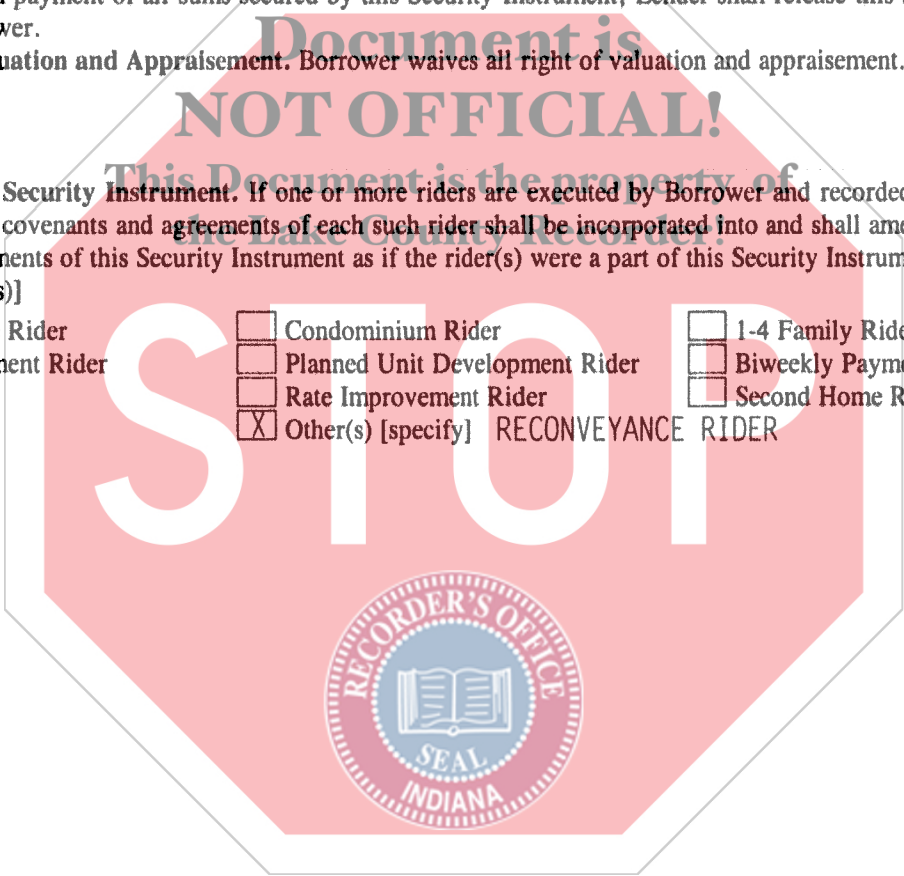 payment of all sums secured by this Security Instrument, Lender shall release this
wer.
uation and Appraisement. Borrower waives all right of valuation and appraisement.
Document is
NOT OFFICIAL!
This Document is the property of
the Lake County Recorder!
Security Instrument. If one or more riders are executed by Borrower and recorded
covenants and agreements of each such rider shall be incorporated into and shall ame
nents of this Security Instrument as if the rider(s) were a part of this Security Instrum
s)]
Rider Condominium Rider 1-4 Family Ride
nent Rider Planned Unit Development Rider Biweekly Payme
Rate Improvement Rider Second Home R
X Other(s) [specify] RECONVEYANCE RIDER
STOP
RECORDER'S OFFICE
SEAL
INDIANA